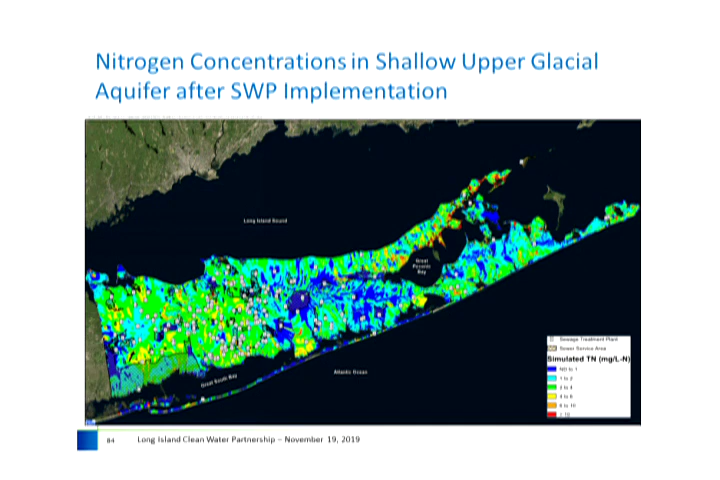 Nitrogen Concentrations in Shallow Upper Glacial
Aquifer after SWP Implementation
Long Island Sound
Great
Peconic
Bay
Great South Bay
Atlantic Ocean
Sewage Treatment Plant
Sewer Service Area
Simulated TN (mg/L-N)
ND to 1
1 to 2
2 to 4
4 to 6
6 to 10
> 10
84 Long Island Clean Water Partnership – November 19, 2019